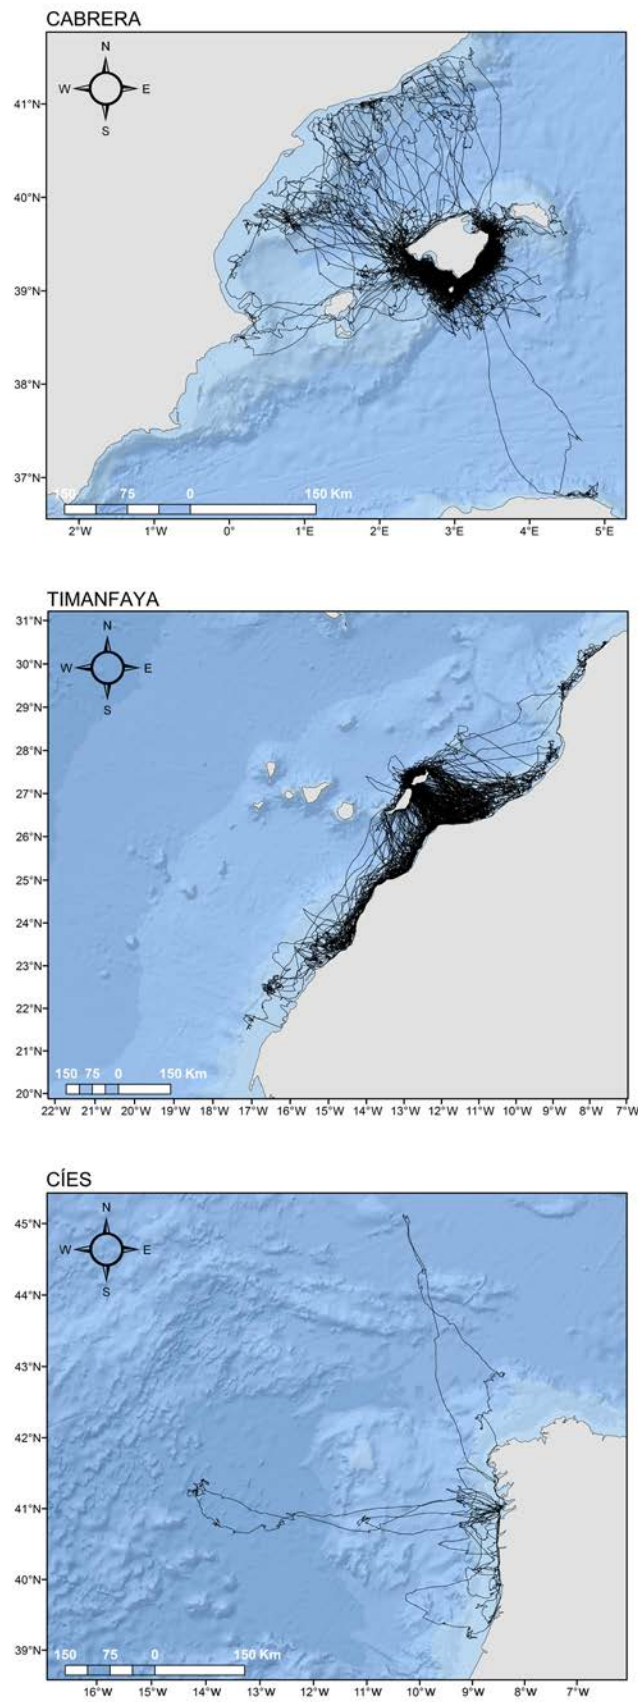 CABRERA
N
W E
S
41°N
40°N
39°N
38°N
37°N
150 75 0 150 Km
2°W 1°W 0° 1°E 2°E 3°E 4°E 5°E
TIMANFAYA
31°N
N
30°N
W E
29°N
S
28°N
27°N
26°N
25°N
24°N
23°N
22°N
21°N
150 75 0 150 Km
20°N
22°W 21°W 20°W 19°W 18°W 17°W 16°W 15°W 14°W 13°W 12°W 11°W 10°W 9°W 8°W 7°W
CÍES
45°N
N
W E
S
44°N
43°N
42°N
41°N
40°N
39°N
150 75 0 150 Km
16°W 14°W 13°W 12°W 11°W 10°W 9°W 7°W